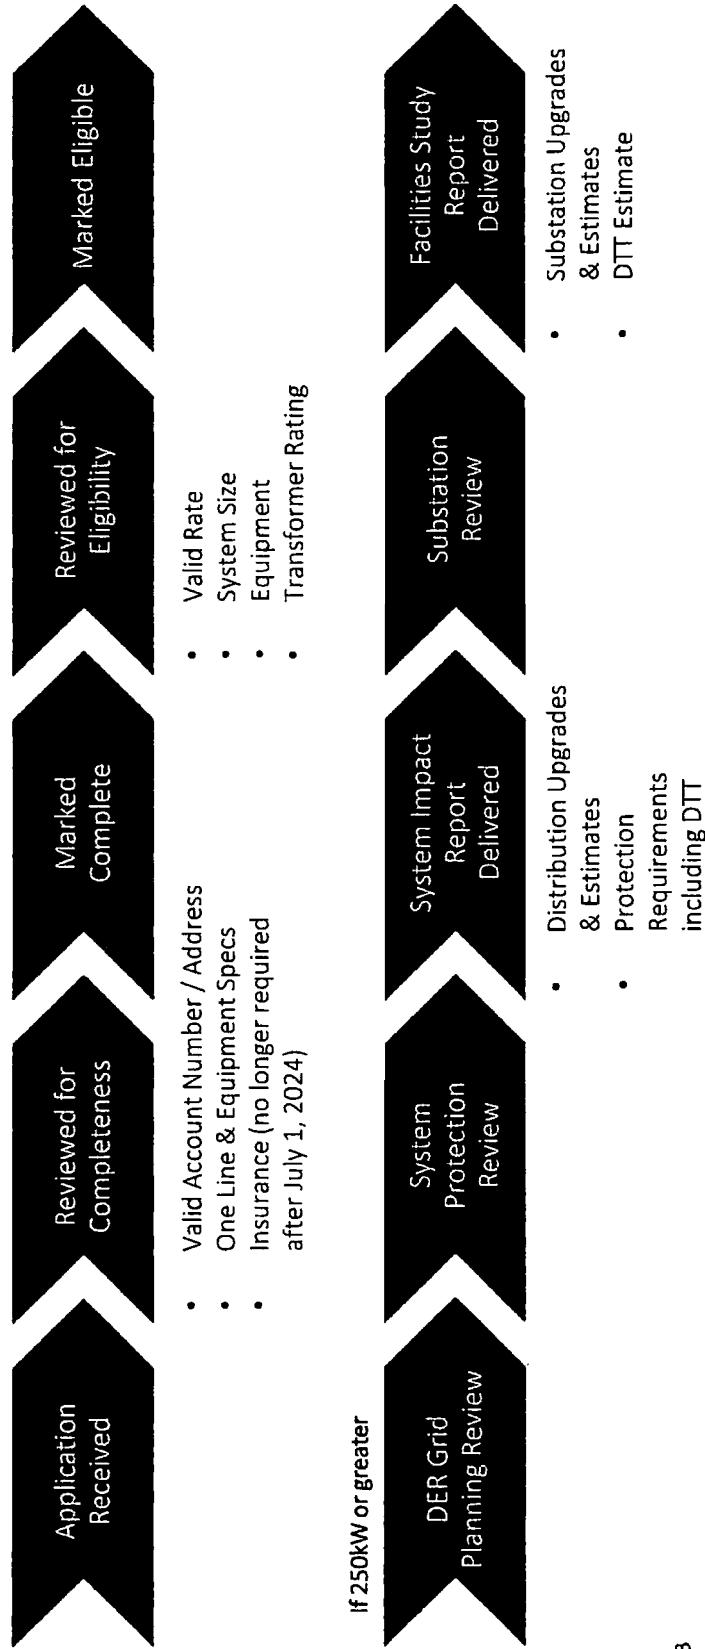 Application
Received
Reviewed for
Completeness
• Valid Account Number / Address
• One Line & Equipment Specs
• Insurance (no longer required
after July 1, 2024)
Marked
Complete
Reviewed for
Eligibility
• Valid Rate
• System Size
• Equipment
• Transformer Rating
Marked Eligible
If 250kW or greater
DER Grid
Planning Review
System
Protection
Review
System Impact
Report
Delivered
• Distribution Upgrades
& Estimates
• Protection
Requirements
including DTT
Substation
Review
Facilities Study
Report
Delivered
• Substation Upgrades
& Estimates
• DTT Estimate
3